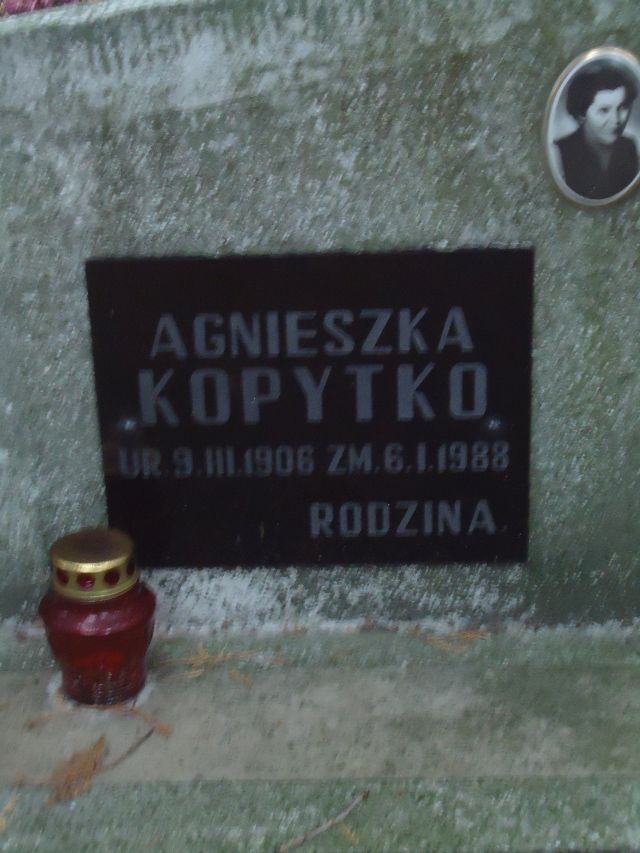 AGNIESZKA
KOPYTKO
UR. 9.III.1906 ZM. 6.I.1988
RODZINA